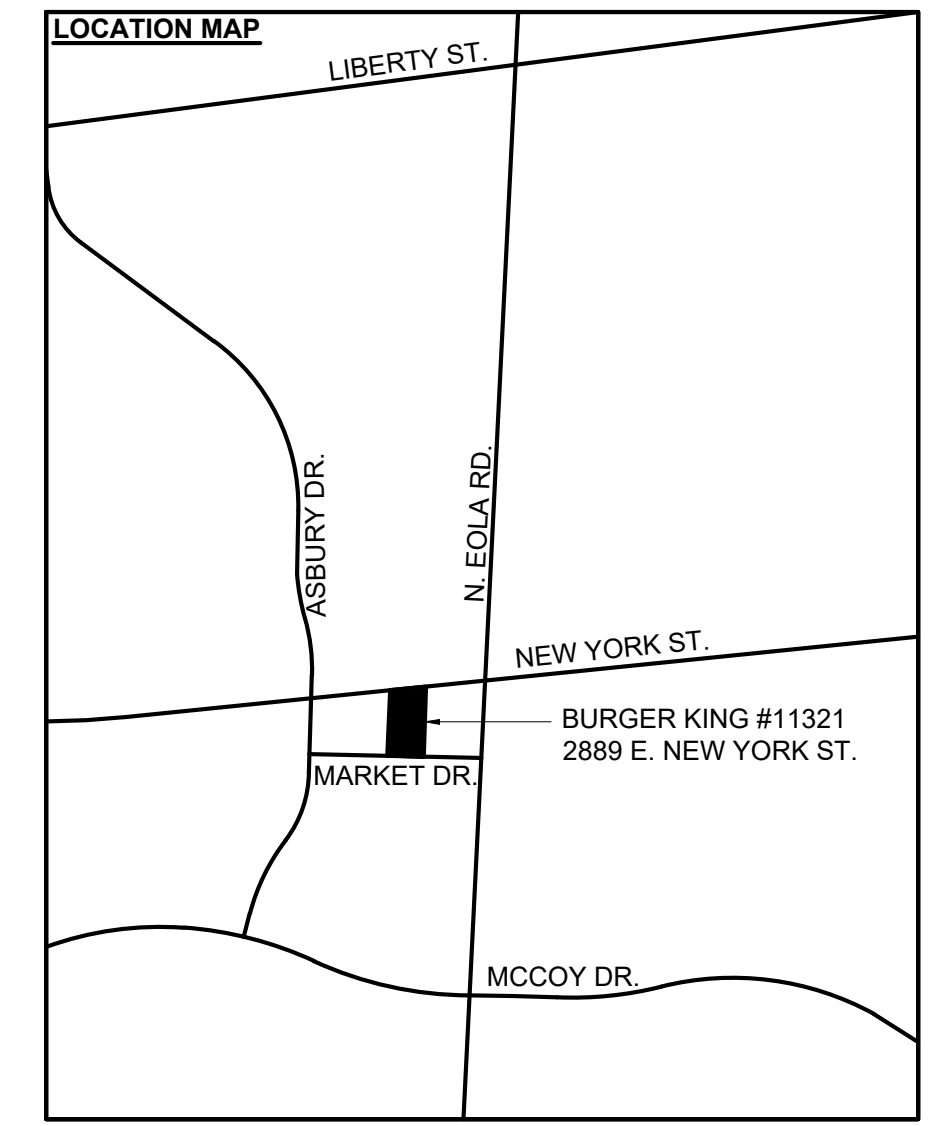 LOCATION MAP
LIBERTY ST.
ASBURY DR.
N. EOLA RD.
NEW YORK ST.
BURGER KING #11321
2889 E. NEW YORK ST.
MARKET DR.
MCCOY DR.